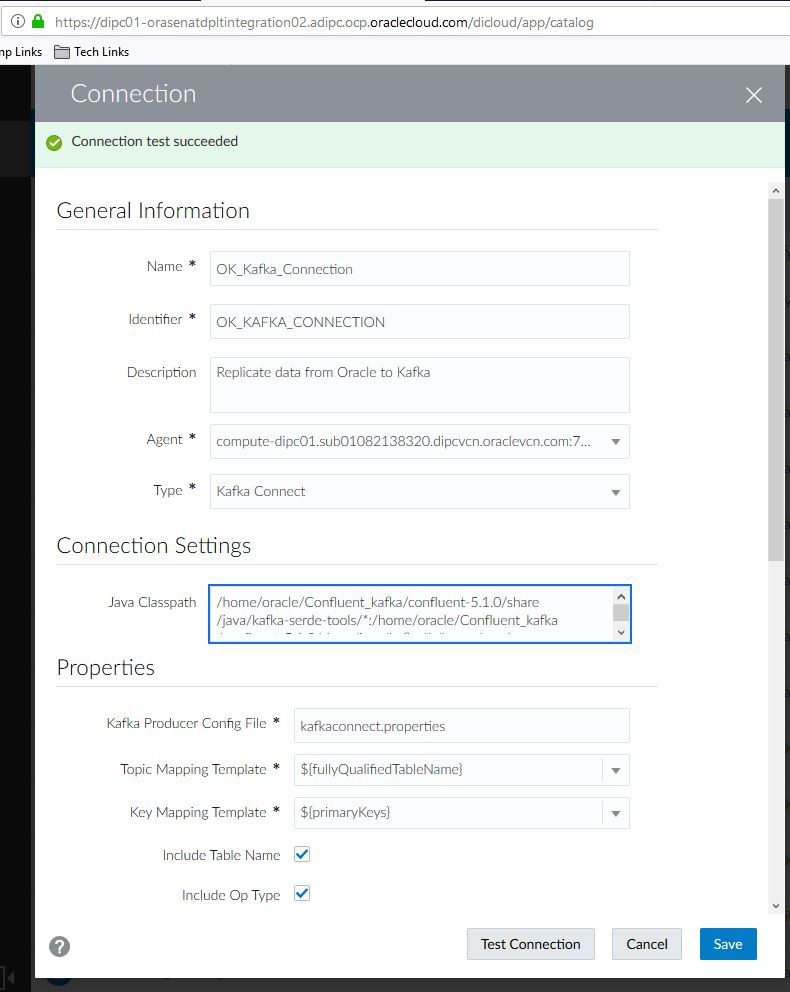 https://dipc01-orasenatdpltintegration02.adipc.ocp.oraclecloud.com/dicloud/app/catalog
np Links Tech Links
Connection
Connection test succeeded
General Information
Name * OK_Kafka_Connection
Identifier * OK_KAFKA_CONNECTION
Description Replicate data from Oracle to Kafka
Agent * compute-dipc01.sub01082138320.dipcvcn.oraclevcn.com:7...
Type * Kafka Connect
Connection Settings
Java Classpath /home/oracle/Confluent_kafka/confluent-5.1.0/share
/java/kafka-serde-tools/*:/home/oracle/Confluent_kafka
Properties
Kafka Producer Config File * kafkaconnect.properties
Topic Mapping Template * ${fullyQualifiedTableName}
Key Mapping Template * ${primaryKeys}
Include Table Name
Include Op Type
? Test Connection Cancel Save